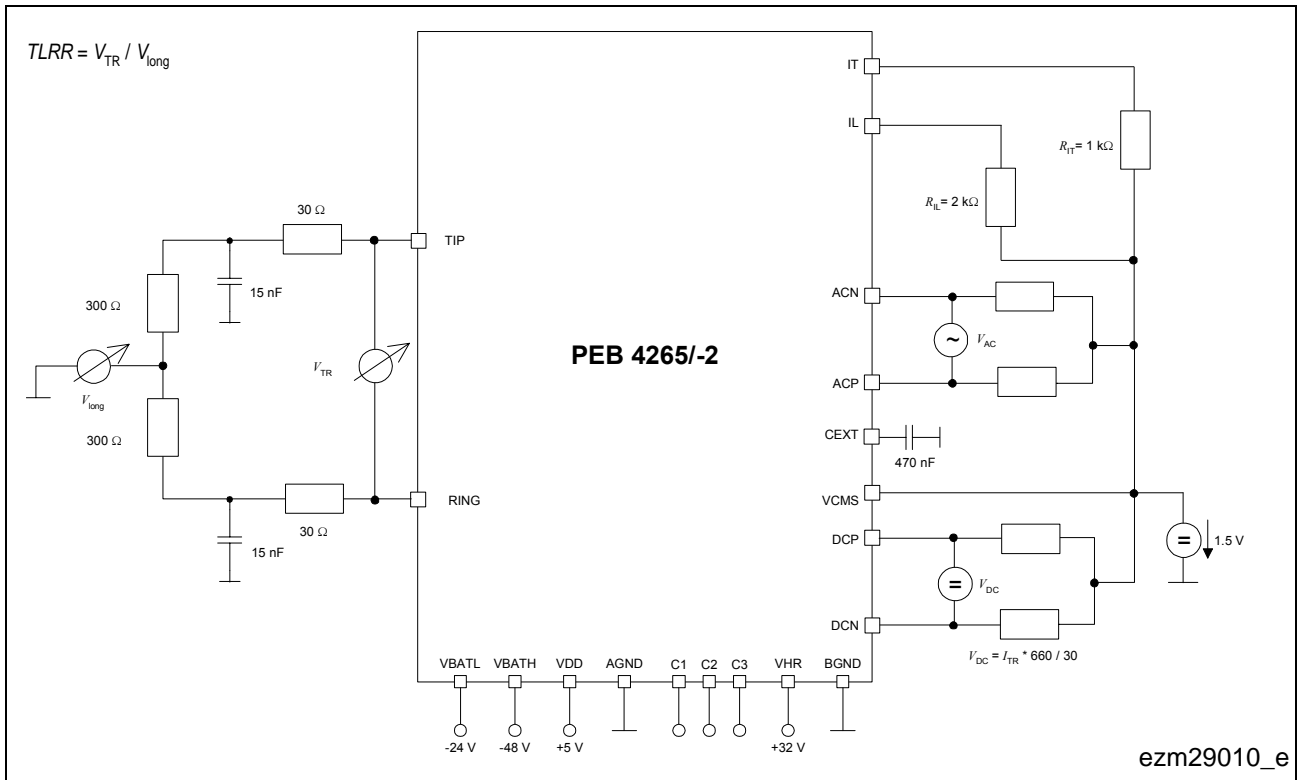 TLRR = VTR / Vlong
IT
IL
RIT = 1 kΩ
RIL = 2 kΩ
30 Ω
TIP
15 nF
300 Ω
VTR
PEB 4265/-2
ACN
VAC
ACP
Vlong
300 Ω
CEXT
470 nF
RING
30 Ω
15 nF
VCMS
DCP
1.5 V
VDC
DCN
VDC = ITR * 660 / 30
VBATL VBATH VDD AGND C1 C2 C3 VHR BGND
-24 V -48 V +5 V +32 V
ezm29010_e